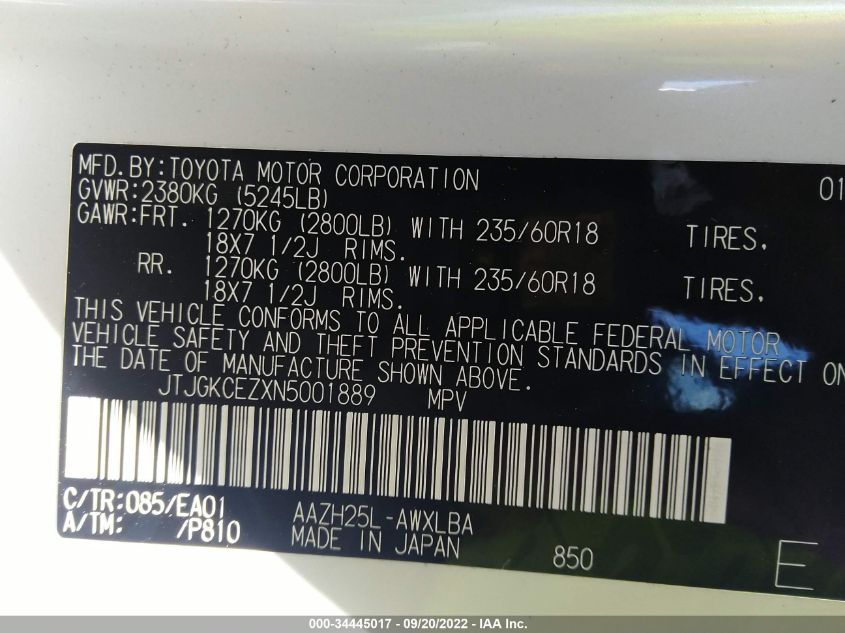 MFD.BY:TOYOTA MOTOR CORPORATION 01
GVWR:2380KG (5245LB)
GAWR:FRT. 1270KG (2800LB) WITH 235/60R18 TIRES,
18X7 1/2J RIMS.
RR. 1270KG (2800LB) WITH 235/60R18 TIRES,
18X7 1/2J RIMS.
THIS VEHICLE CONFORMS TO ALL APPLICABLE FEDERAL MOTOR
VEHICLE SAFETY AND THEFT PREVENTION STANDARDS IN EFFECT ON
THE DATE OF MANUFACTURE SHOWN ABOVE.
JTJGKCEZXN5001889 MPV
C/TR:085/EA01 AAZH25L-AWXLBA
A/TM: /P810 MADE IN JAPAN 850 E
000-34445017 - 09/20/2022 - IAA Inc.